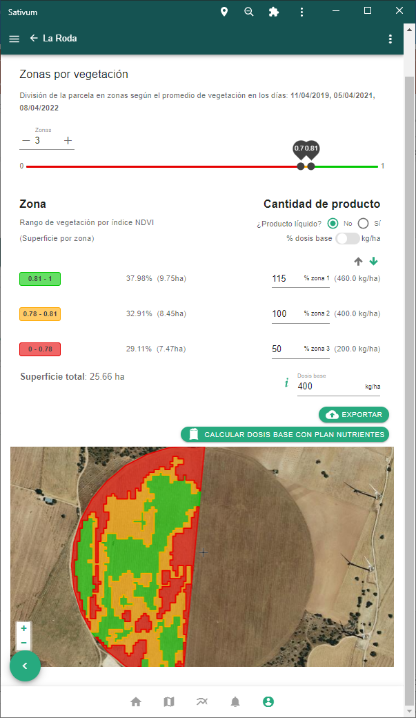 Sativum
La Roda
Zonas por vegetación
División de la parcela en zonas según el promedio de vegetación en los días: 11/04/2019, 05/04/2021,
08/04/2022
Zonas
3
0 0.7 0.81 1
Zona Cantidad de producto
Rango de vegetación por índice NDVI ¿Producto líquido? No Sí
(Superficie por zona) % dosis base kg/ha
0.81 - 1 37.98% (9.75ha) 115 % zona 1 (460.0 kg/ha)
0.78 - 0.81 32.91% (8.45ha) 100 % zona 2 (400.0 kg/ha)
0 - 0.78 29.11% (7.47ha) 50 % zona 3 (200.0 kg/ha)
Superficie total: 25.66 ha i Dosis base
400 kg/ha
EXPORTAR
CALCULAR DOSIS BASE CON PLAN NUTRIENTES
+
−